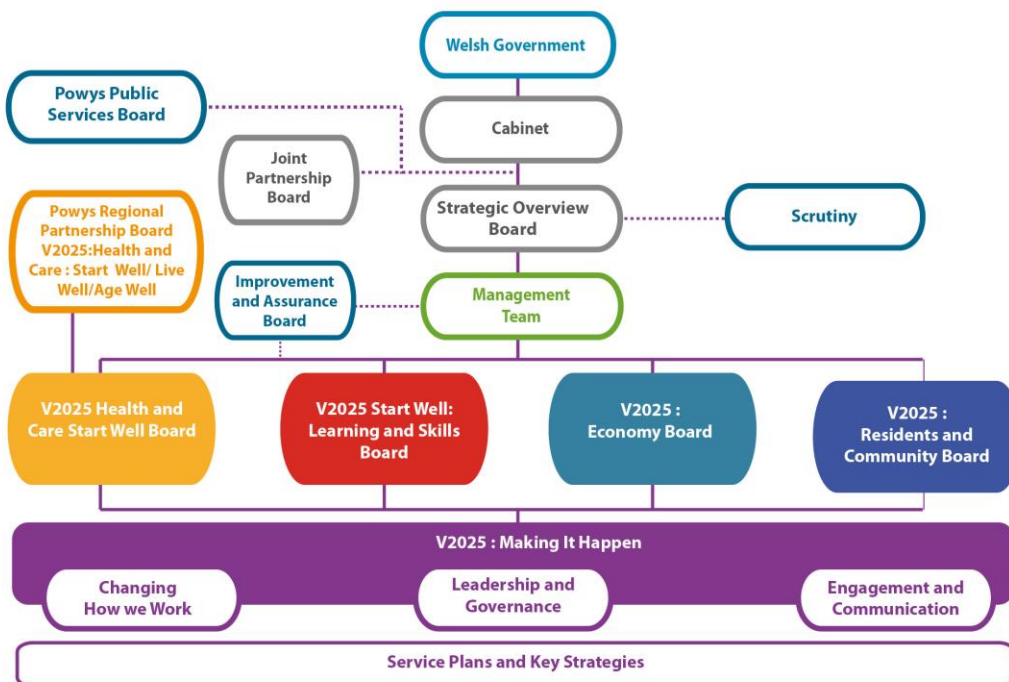 Welsh Government
Powys Public
Services Board
Cabinet
Joint
Partnership
Board
Powys Regional
Partnership Board
V2025:Health and
Care : Start Well/ Live
Well/Age Well
Strategic Overview
Board
Scrutiny
Improvement
and Assurance
Board
Management
Team
V2025 Health and
Care Start Well Board
V2025 Start Well:
Learning and Skills
Board
V2025 :
Economy Board
V2025 :
Residents and
Community Board
V2025 : Making It Happen
Changing
How we Work
Leadership and
Governance
Engagement and
Communication
Service Plans and Key Strategies